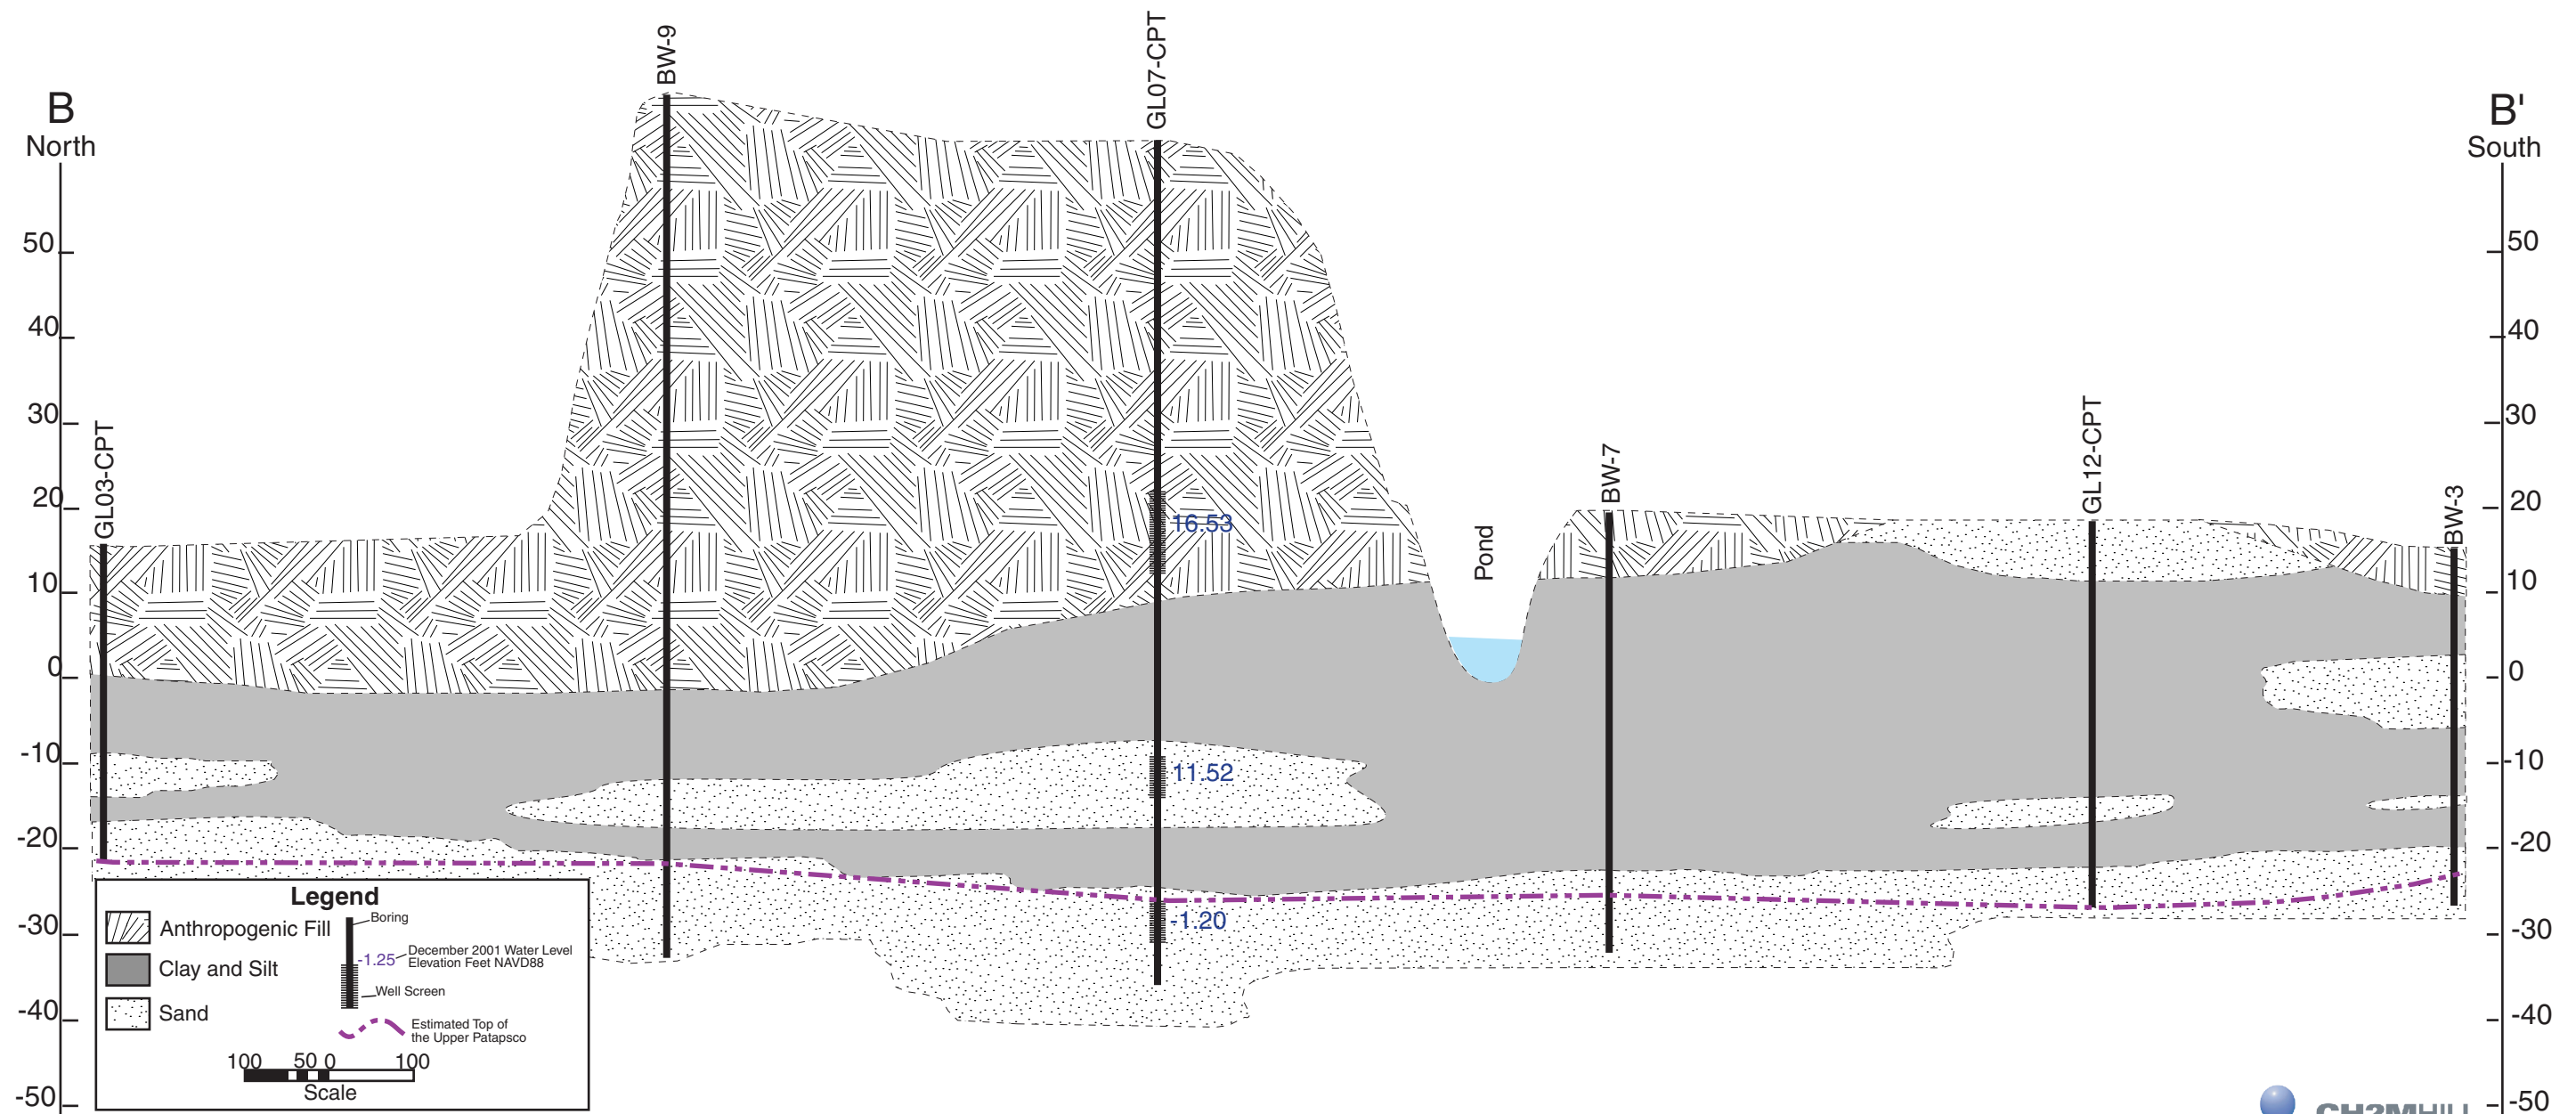 B
North
BW-9
GL07-CPT
B'
South
50
40
30
20
10
0
-10
-20
-30
-40
-50
GL03-CPT
16.53
11.52
-1.20
Pond
BW-7
GL12-CPT
BW-3
50
40
30
20
10
0
-10
-20
-30
-40
-50
Legend
Anthropogenic Fill
Clay and Silt
Sand
Boring
-1.25
December 2001 Water Level
Elevation Feet NAVD88
Well Screen
Estimated Top of
the Upper Patapsco
100 50 0 100
Scale
CH2MHILL